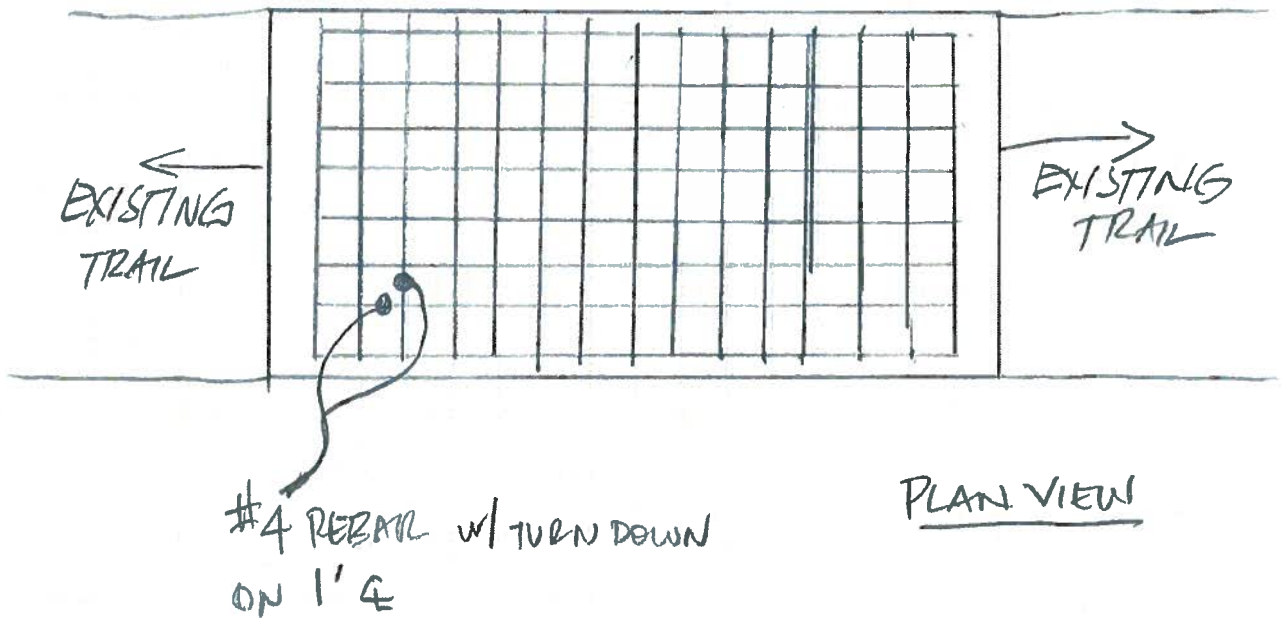 EXISTING
TRAIL
EXISTING
TRAIL
#4 REBAR W/ TURN DOWN
ON 1' ℄
PLAN VIEW